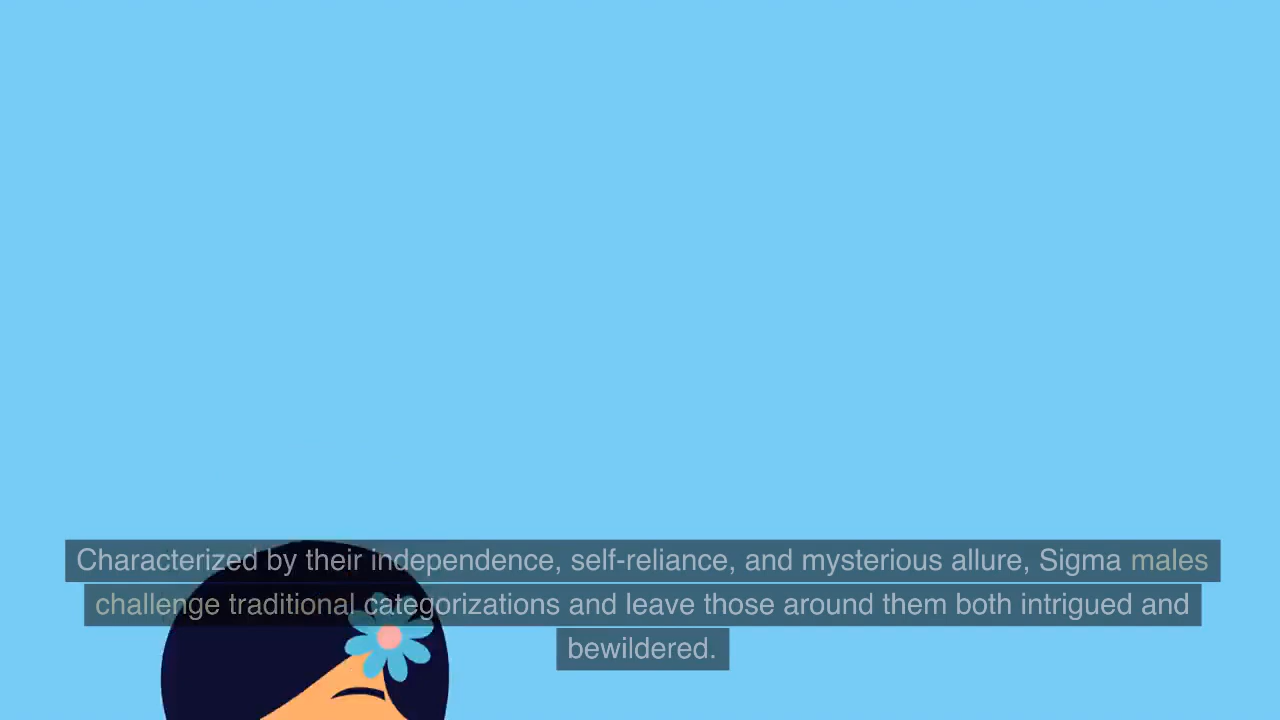 Characterized by their independence, self-reliance, and mysterious allure, Sigma males
challenge traditional categorizations and leave those around them both intrigued and
bewildered.